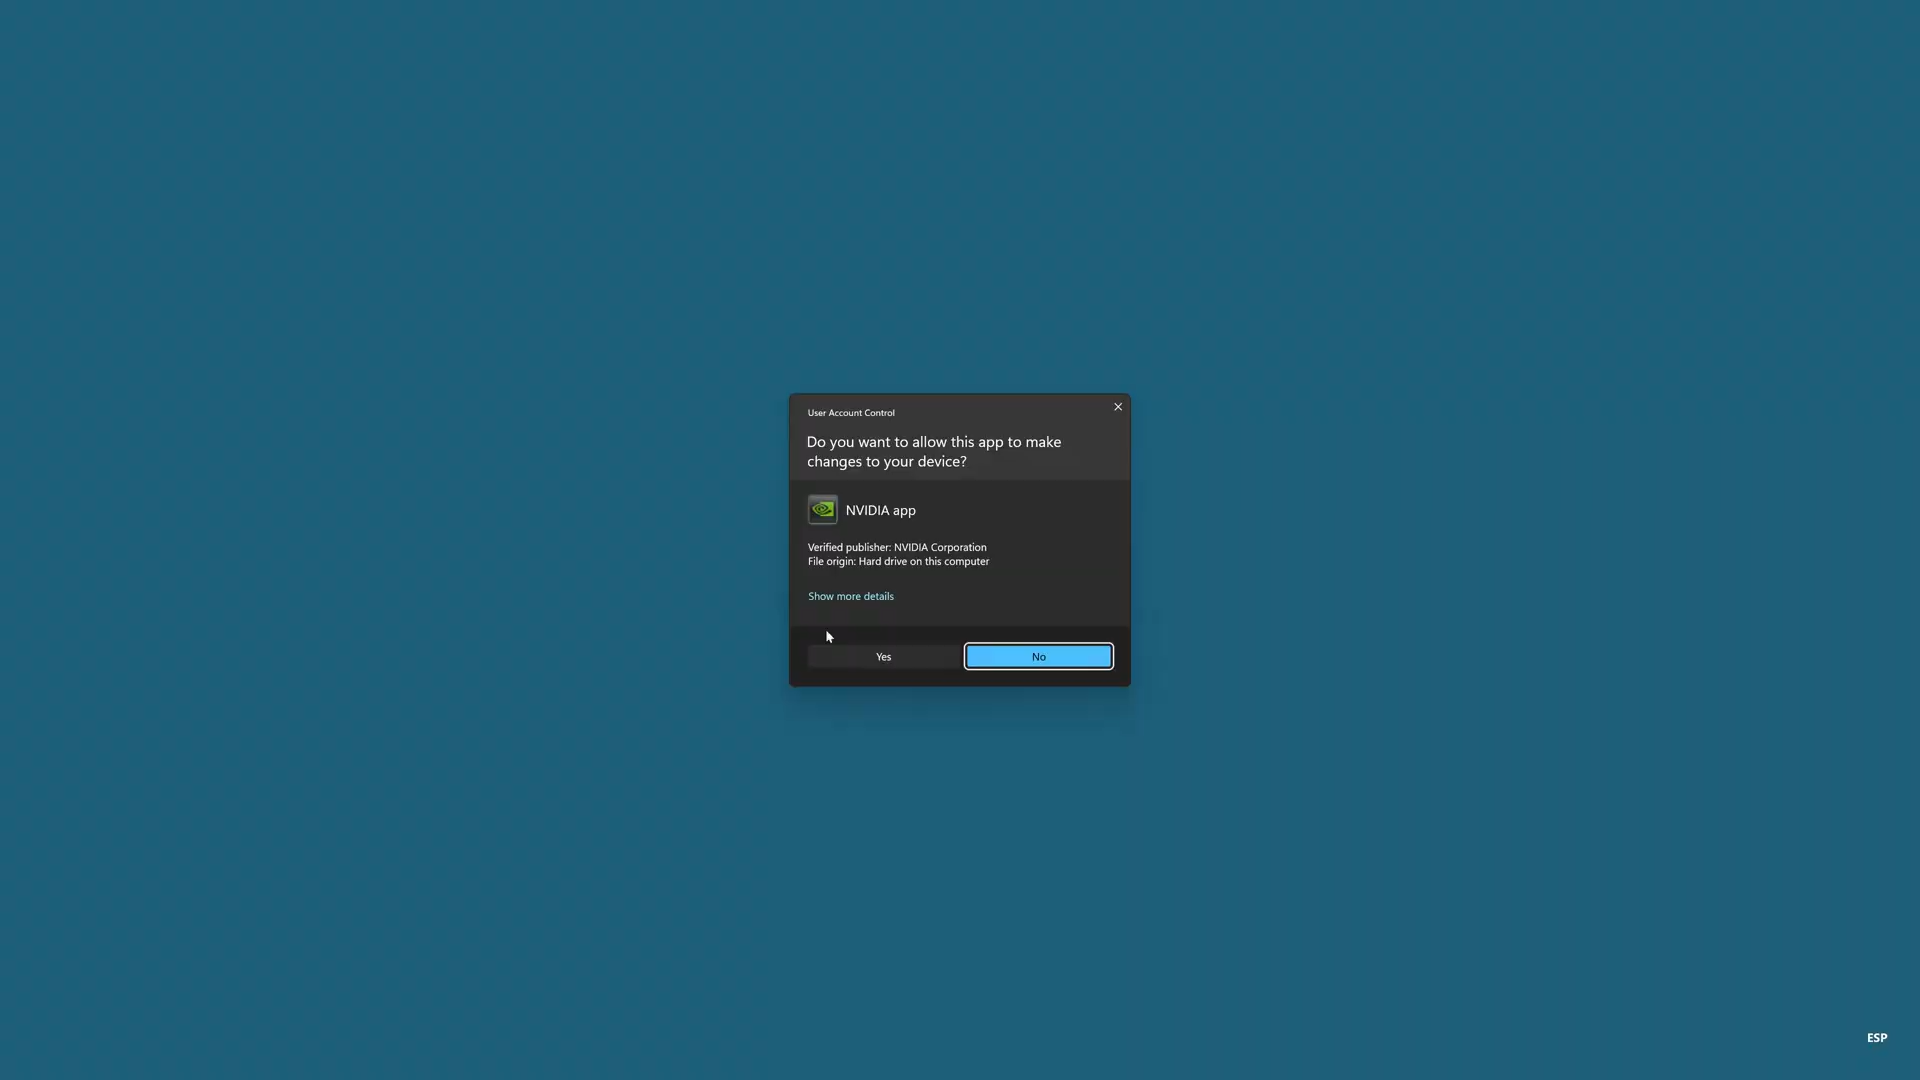 User Account Control
Do you want to allow this app to make
changes to your device?
NVIDIA app
Verified publisher: NVIDIA Corporation
File origin: Hard drive on this computer
Show more details
Yes
No
ESP